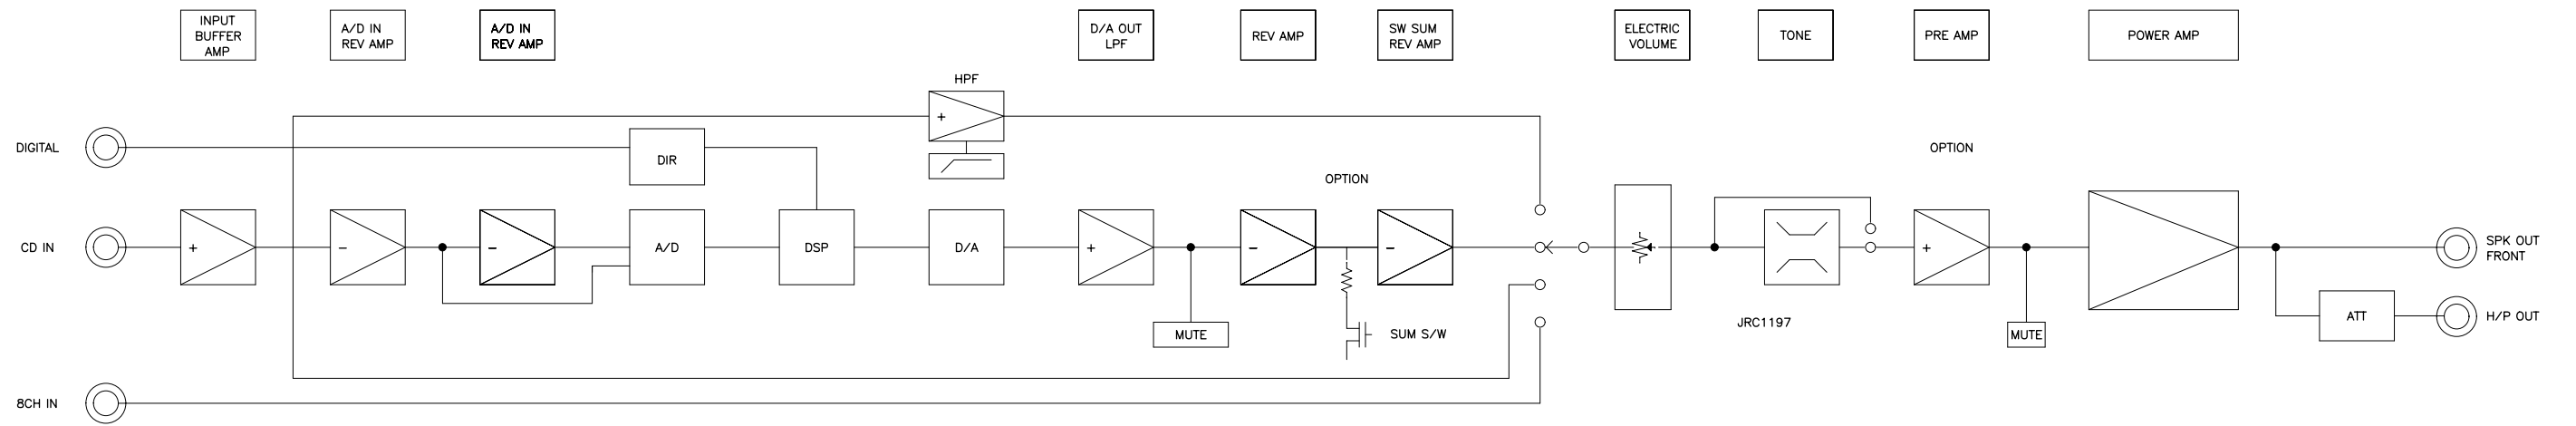 INPUT
BUFFER
AMP
A/D IN
REV AMP
A/D IN
REV AMP
D/A OUT
LPF
REV AMP
SW SUM
REV AMP
ELECTRIC
VOLUME
TONE
PRE AMP
POWER AMP
HPF
+
DIGITAL
DIR
OPTION
OPTION
CD IN
+
−
−
A/D
DSP
D/A
+
−
−
+
SPK OUT
FRONT
MUTE
SUM S/W
JRC1197
MUTE
ATT
H/P OUT
8CH IN